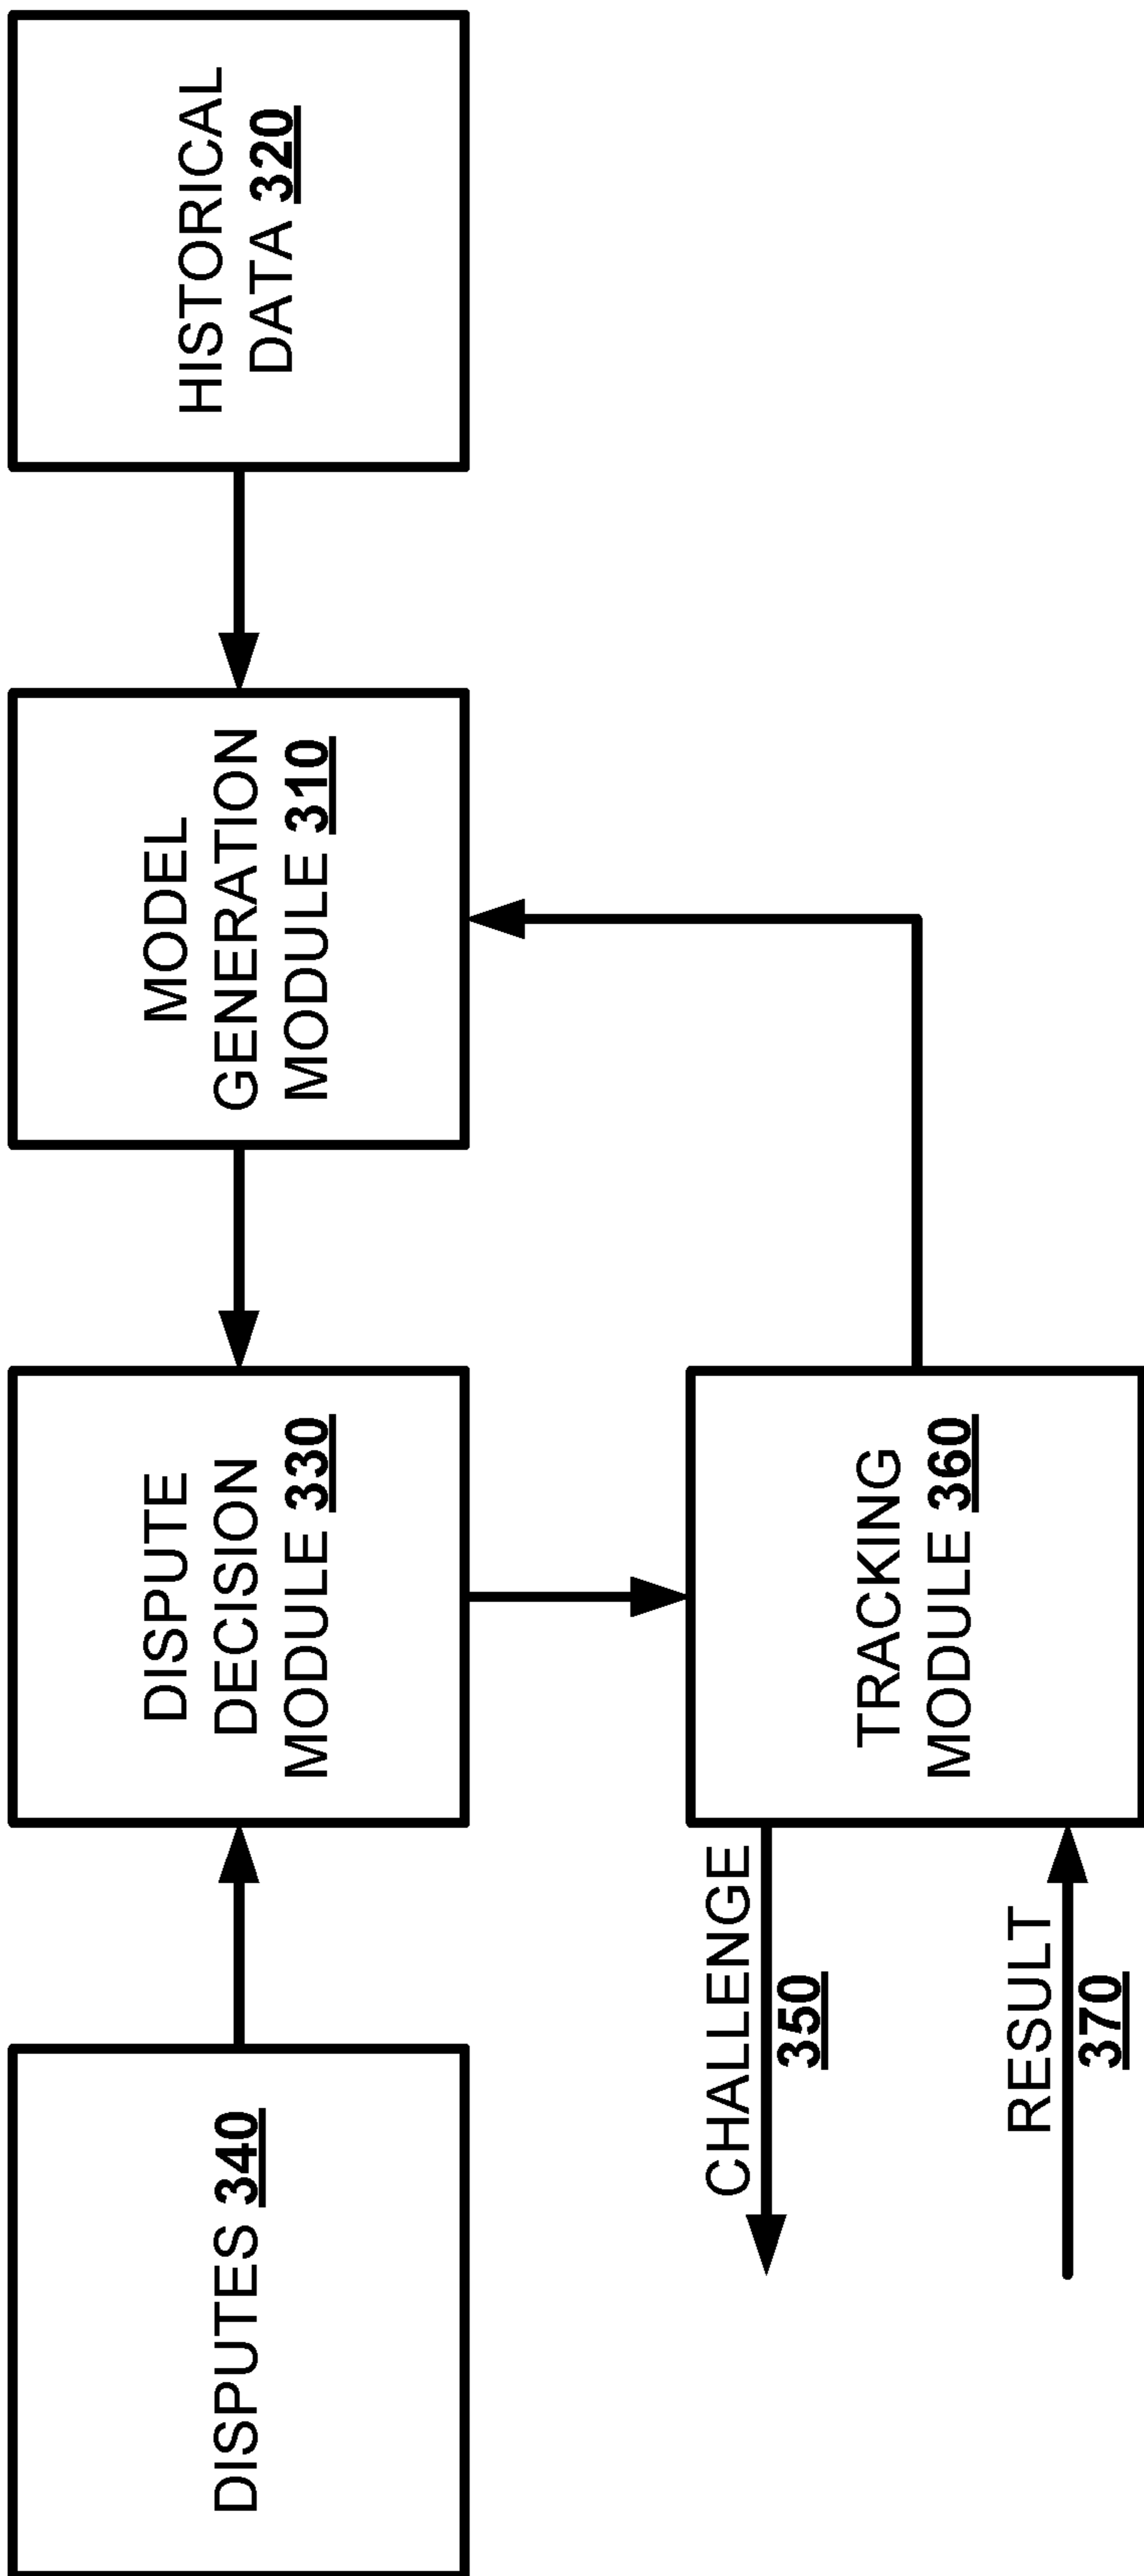 DISPUTES 340
DISPUTE
DECISION
MODULE 330
MODEL
GENERATION
MODULE 310
HISTORICAL
DATA 320
CHALLENGE
350
RESULT
370
TRACKING
MODULE 360